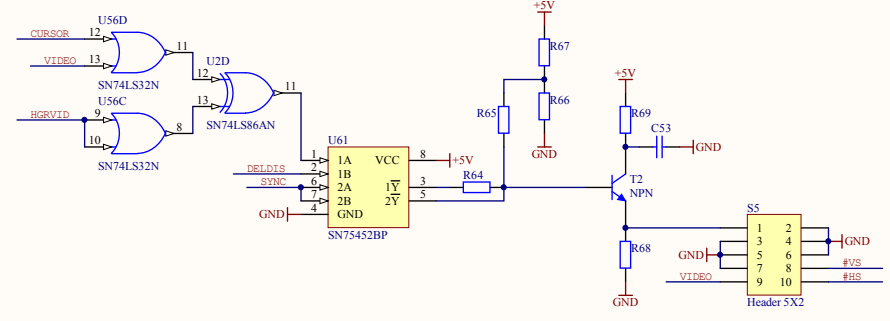 +5V
U56D
CURSOR 12
11
VIDEO 13
SN74LS32N
U2D
12
11
13
SN74LS86AN
U56C
HGRVID 9
8
10
SN74LS32N
R67
R66
R65
GND
+5V
R69
C53
GND
U61
1 1A VCC 8 +5V
DELDIS 2 1B
SYNC 6 2A 1Y 3
7 2B 2Y 5
GND 4 GND
SN75452BP
R64
T2
NPN
R68
GND
S5
1 2
3 4 GND
GND 5 6
7 8 #VS
VIDEO 9 10 #HS
Header 5X2